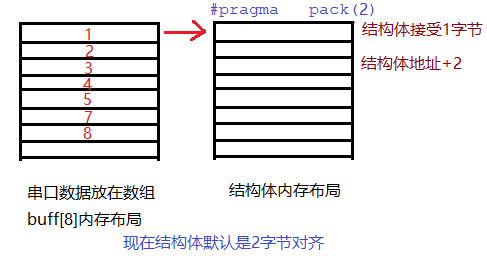 #pragma pack(2)
1
2
3
4
5
7
8
结构体接受1字节
结构体地址+2
串口数据放在数组
buff[8]内存布局
结构体内存布局
现在结构体默认是2字节对齐